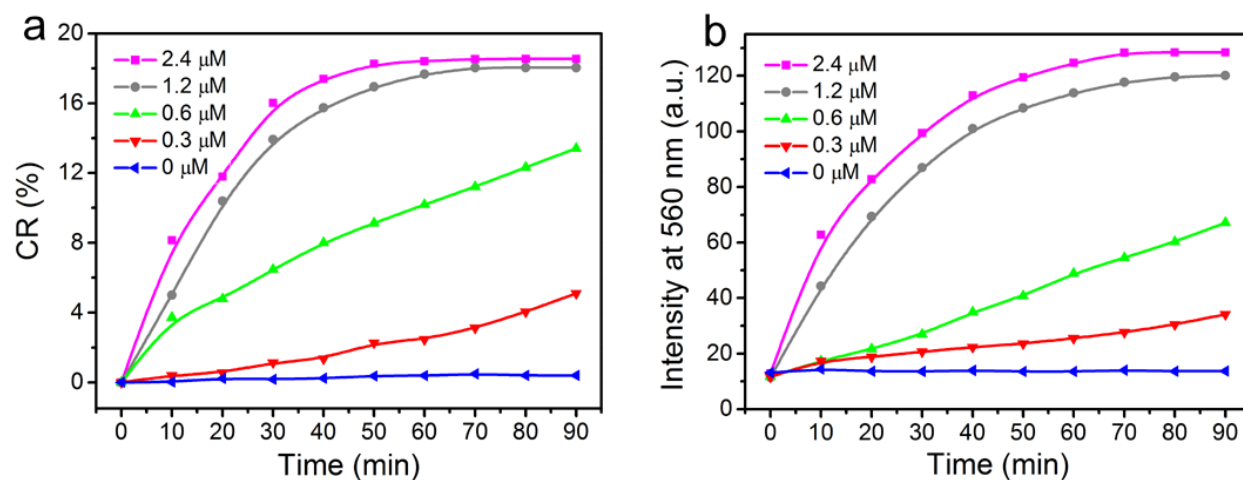 a
CR (%)
20
16
12
8
4
0
2.4 μM
1.2 μM
0.6 μM
0.3 μM
0 μM
0 10 20 30 40 50 60 70 80 90
Time (min)
b
Intensity at 560 nm (a.u.)
120
100
80
60
40
20
0
2.4 μM
1.2 μM
0.6 μM
0.3 μM
0 μM
0 10 20 30 40 50 60 70 80 90
Time (min)